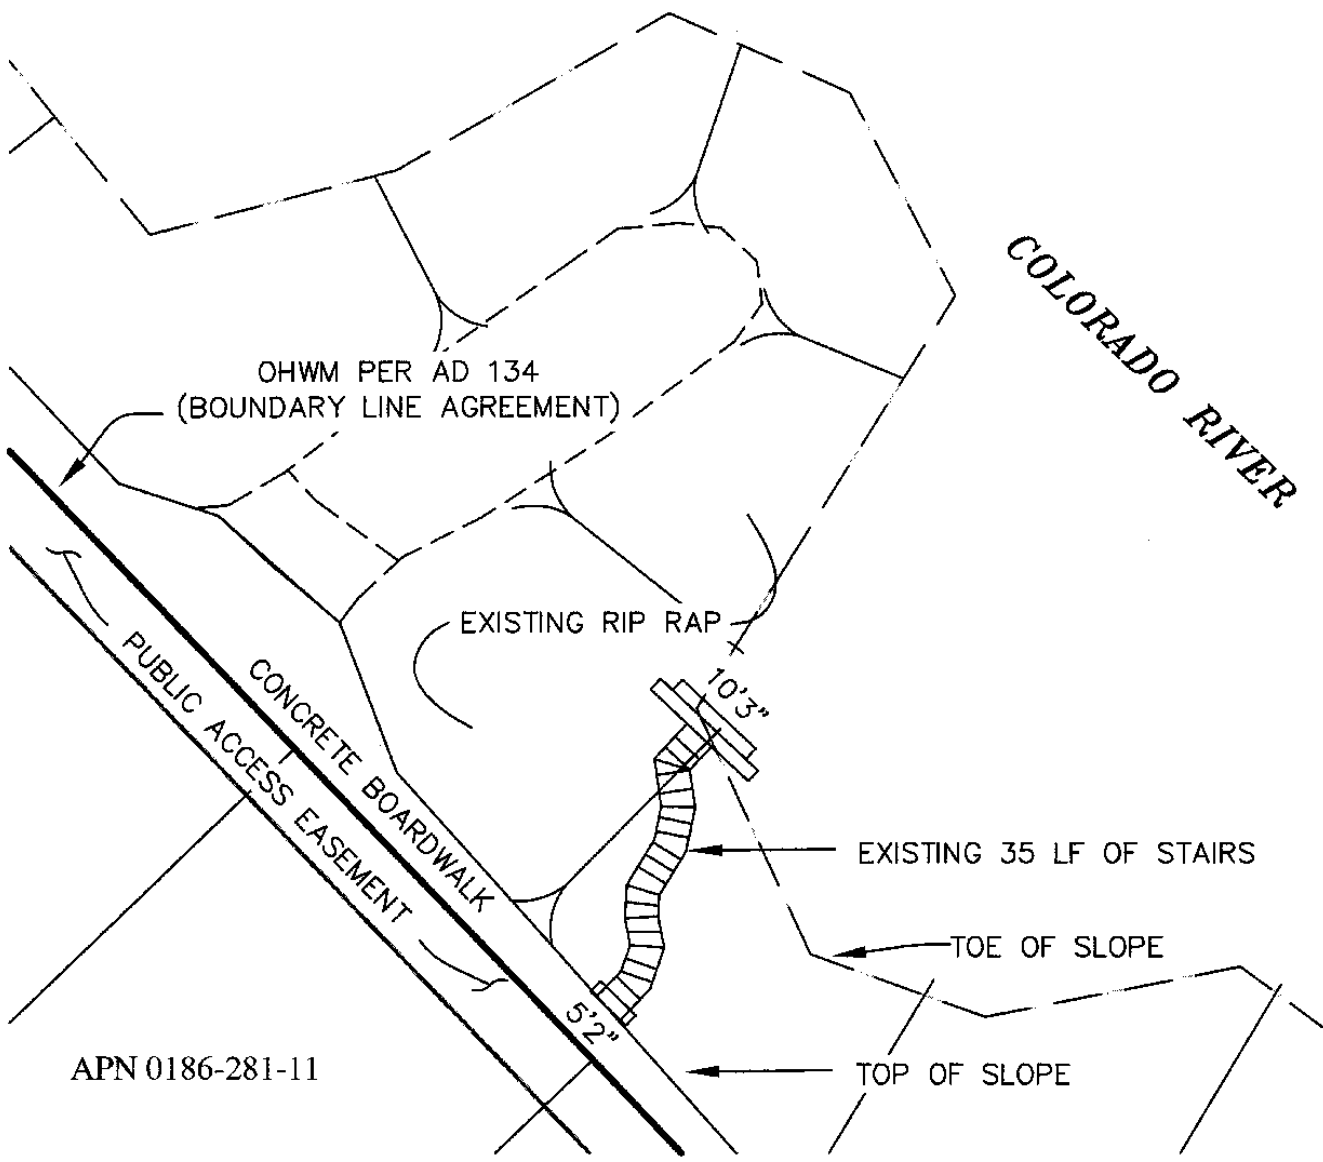 COLORADO RIVER
OHWM PER AD 134
(BOUNDARY LINE AGREEMENT)
EXISTING RIP RAP
10'3"
PUBLIC ACCESS EASEMENT
CONCRETE BOARDWALK
EXISTING 35 LF OF STAIRS
TOE OF SLOPE
5'2"
APN 0186-281-11
TOP OF SLOPE